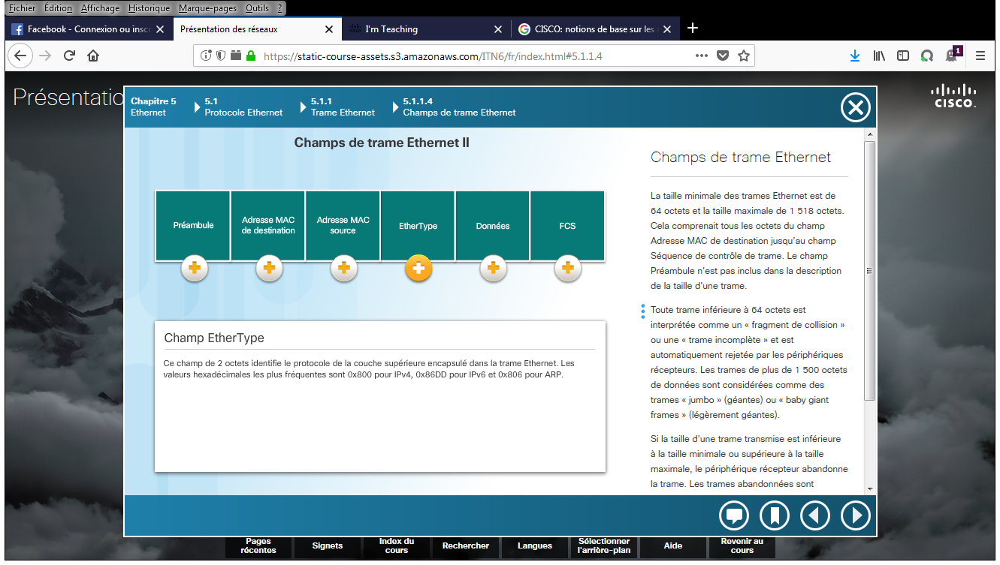 Fichier Édition Affichage Historique Marque-pages Outils ?
Facebook - Connexion ou inscr
Présentation des réseaux
I'm Teaching
CISCO: notions de base sur les r
https://static-course-assets.s3.amazonaws.com/ITN6/fr/index.html#5.1.1.4
1
Présentatio
CISCO
Chapitre 5
Ethernet
5.1
Protocole Ethernet
5.1.1
Trame Ethernet
5.1.1.4
Champs de trame Ethernet
Champs de trame Ethernet II
Préambule
Adresse MAC
de destination
Adresse MAC
source
EtherType
Données
FCS
Champ EtherType
Ce champ de 2 octets identifie le protocole de la couche supérieure encapsulé dans la trame Ethernet. Les
valeurs hexadécimales les plus fréquentes sont 0x800 pour IPv4, 0x86DD pour IPv6 et 0x806 pour ARP.
Champs de trame Ethernet
La taille minimale des trames Ethernet est de
64 octets et la taille maximale de 1 518 octets.
Cela comprenait tous les octets du champ
Adresse MAC de destination jusqu'au champ
Séquence de contrôle de trame. Le champ
Préambule n'est pas inclus dans la description
de la taille d'une trame.
Toute trame inférieure à 64 octets est
interprétée comme un « fragment de collision »
ou une « trame incomplète » et est
automatiquement rejetée par les périphériques
récepteurs. Les trames de plus de 1 500 octets
de données sont considérées comme des
trames « jumbo » (géantes) ou « baby giant
frames » (légèrement géantes).
Si la taille d'une trame transmise est inférieure
à la taille minimale ou supérieure à la taille
maximale, le périphérique récepteur abandonne
la trame. Les trames abandonnées sont
Pages
récentes
Signets
Index du
cours
Rechercher
Langues
Sélectionner
l'arrière-plan
Aide
Revenir au
cours